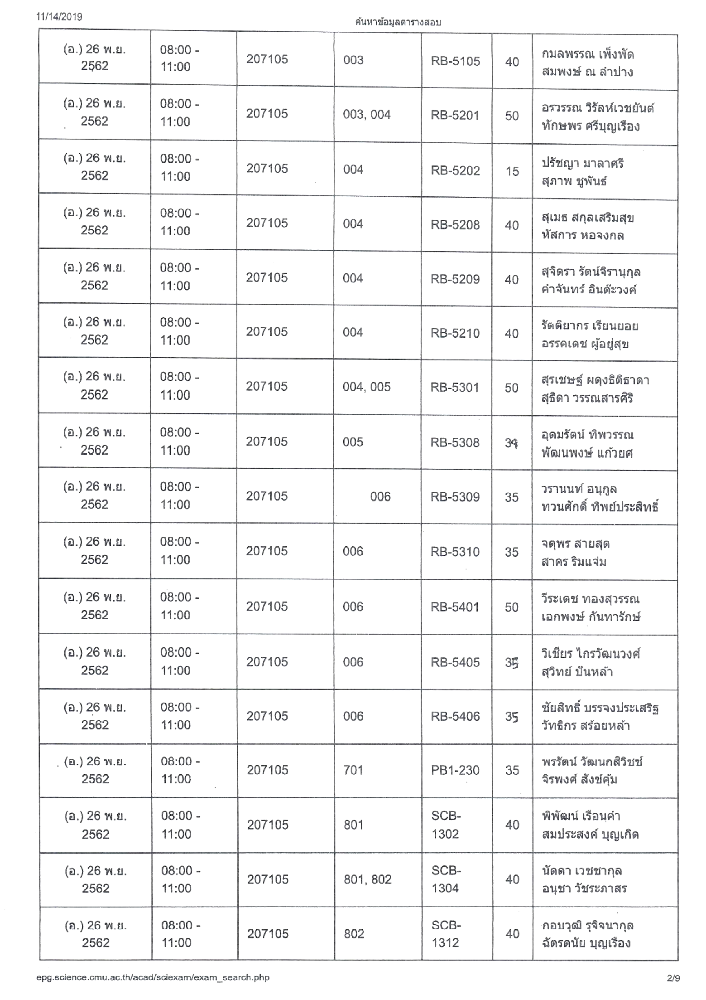 11/14/2019
ค้นหาข้อมูลตารางสอบ
(อ.) 26 พ.ย. 2562 08:00 - 11:00 207105 003 RB-5105 40 กมลพรรณ เพ็งพัด สมพงษ์ ณ ลำปาง
(อ.) 26 พ.ย. 2562 08:00 - 11:00 207105 003, 004 RB-5201 50 อรวรรณ วิรัลห์เวชยันต์ ทักษพร ศรีบุญเรือง
(อ.) 26 พ.ย. 2562 08:00 - 11:00 207105 004 RB-5202 15 ปรัชญา มาลาศรี สุภาพ ชูพันธ์
(อ.) 26 พ.ย. 2562 08:00 - 11:00 207105 004 RB-5208 40 สุเมธ สกุลเสริมสุข หัสการ หอจงกล
(อ.) 26 พ.ย. 2562 08:00 - 11:00 207105 004 RB-5209 40 สุจิตรา รัตน์จิรานุกุล คำจันทร์ อินต๊ะวงค์
(อ.) 26 พ.ย. 2562 08:00 - 11:00 207105 004 RB-5210 40 รัตติยากร เรียนยอย อรรคเดช ผู้อยู่สุข
(อ.) 26 พ.ย. 2562 08:00 - 11:00 207105 004, 005 RB-5301 50 สุรเชษฐ์ ผดุงธิติธาดา สุธิดา วรรณสารศิริ
(อ.) 26 พ.ย. 2562 08:00 - 11:00 207105 005 RB-5308 39 อุดมรัตน์ ทิพวรรณ พัฒนพงษ์ แก้วยศ
(อ.) 26 พ.ย. 2562 08:00 - 11:00 207105 006 RB-5309 35 วรานนท์ อนุกูล ทวนศักดิ์ ทิพย์ประสิทธิ์
(อ.) 26 พ.ย. 2562 08:00 - 11:00 207105 006 RB-5310 35 จตุพร สายสุด สาคร ริมแจ่ม
(อ.) 26 พ.ย. 2562 08:00 - 11:00 207105 006 RB-5401 50 วีระเดช ทองสุวรรณ เอกพงษ์ กันทารักษ์
(อ.) 26 พ.ย. 2562 08:00 - 11:00 207105 006 RB-5405 35 วิเชียร ไกรวัฒนวงศ์ สุวิทย์ ปันหล้า
(อ.) 26 พ.ย. 2562 08:00 - 11:00 207105 006 RB-5406 35 ชัยสิทธิ์ บรรจงประเสริฐ วัทธิกร สร้อยหล้า
(อ.) 26 พ.ย. 2562 08:00 - 11:00 207105 701 PB1-230 35 พรรัตน์ วัฒนกสิวิชช์ จิรพงศ์ สังข์คุ้ม
(อ.) 26 พ.ย. 2562 08:00 - 11:00 207105 801 SCB-1302 40 พิพัฒน์ เรือนคำ สมประสงค์ บุญเกิด
(อ.) 26 พ.ย. 2562 08:00 - 11:00 207105 801, 802 SCB-1304 40 นัดดา เวชชากุล อนุชา วัชระภาสร
(อ.) 26 พ.ย. 2562 08:00 - 11:00 207105 802 SCB-1312 40 กอบวุฒิ รุจิจนากุล ฉัตรดนัย บุญเรือง
epg.science.cmu.ac.th/acad/sciexam/exam_search.php 2/9